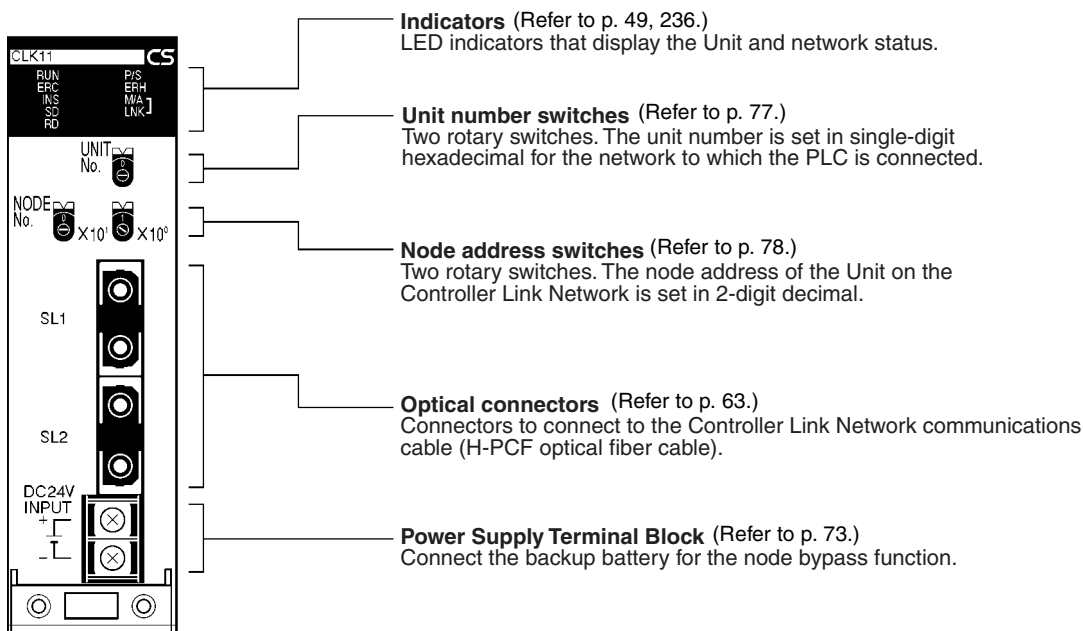 CLK11
CS
RUN P/S
ERC ERH
INS M/A
SD LNK
RD
UNIT
No.
0
NODE
No.
0 X10¹ 1 X10⁰
SL1
SL2
DC24V
INPUT
+
-
Indicators (Refer to p. 49, 236.)
LED indicators that display the Unit and network status.
Unit number switches (Refer to p. 77.)
Two rotary switches. The unit number is set in single-digit
hexadecimal for the network to which the PLC is connected.
Node address switches (Refer to p. 78.)
Two rotary switches. The node address of the Unit on the
Controller Link Network is set in 2-digit decimal.
Optical connectors (Refer to p. 63.)
Connectors to connect to the Controller Link Network communications
cable (H-PCF optical fiber cable).
Power Supply Terminal Block (Refer to p. 73.)
Connect the backup battery for the node bypass function.